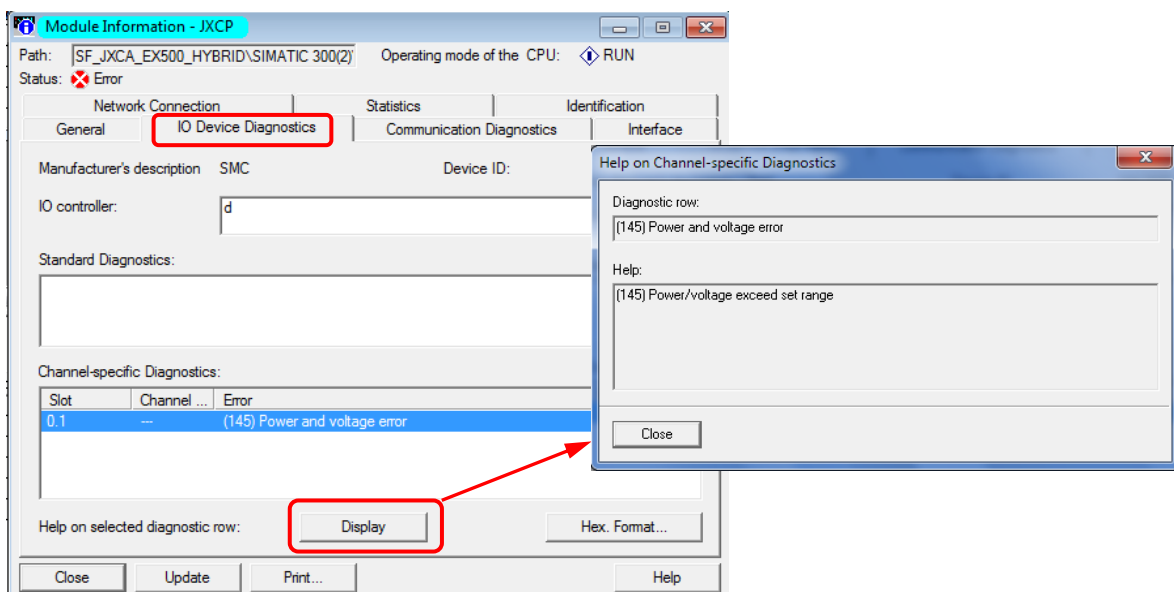 Module Information - JXCP
Path: SF_JXCA_EX500_HYBRID\SIMATIC 300(2)\ Operating mode of the CPU: RUN
Status: Error
Network Connection Statistics Identification
General IO Device Diagnostics Communication Diagnostics Interface
Manufacturer's description SMC Device ID:
IO controller: d
Standard Diagnostics:
Channel-specific Diagnostics:
Slot Channel ... Error
0.1 --- (145) Power and voltage error
Help on selected diagnostic row: Display Hex. Format...
Close Update Print... Help
Help on Channel-specific Diagnostics
Diagnostic row:
(145) Power and voltage error
Help:
(145) Power/voltage exceed set range
Close